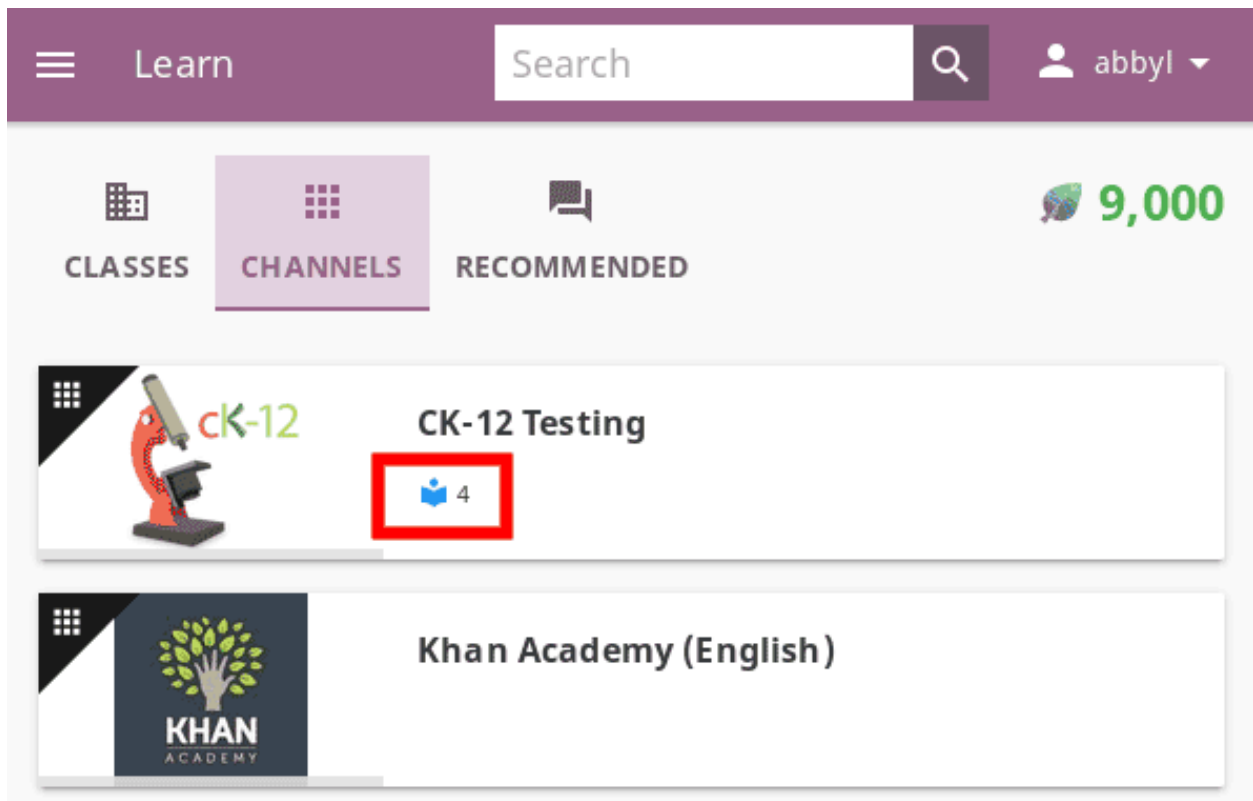 Learn Search abbyl
9,000
CLASSES CHANNELS RECOMMENDED
cK-12
CK-12 Testing
4
Khan Academy (English)
KHAN
ACADEMY